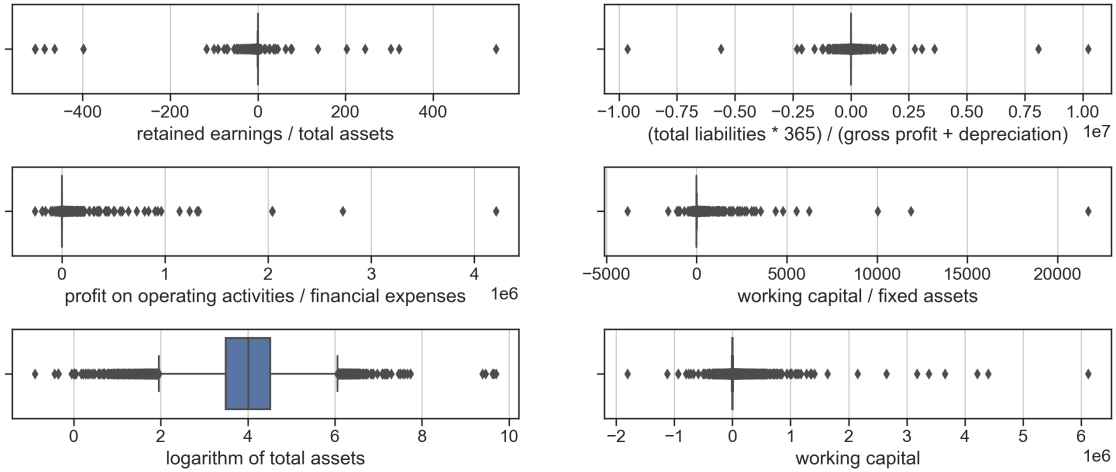 −400 −200 0 200 400
retained earnings / total assets
−1.00 −0.75 −0.50 −0.25 0.00 0.25 0.50 0.75 1.00
(total liabilities * 365) / (gross profit + depreciation) 1e7
0 1 2 3 4
profit on operating activities / financial expenses 1e6
−5000 0 5000 10000 15000 20000
working capital / fixed assets
0 2 4 6 8 10
logarithm of total assets
−2 −1 0 1 2 3 4 5 6
working capital 1e6